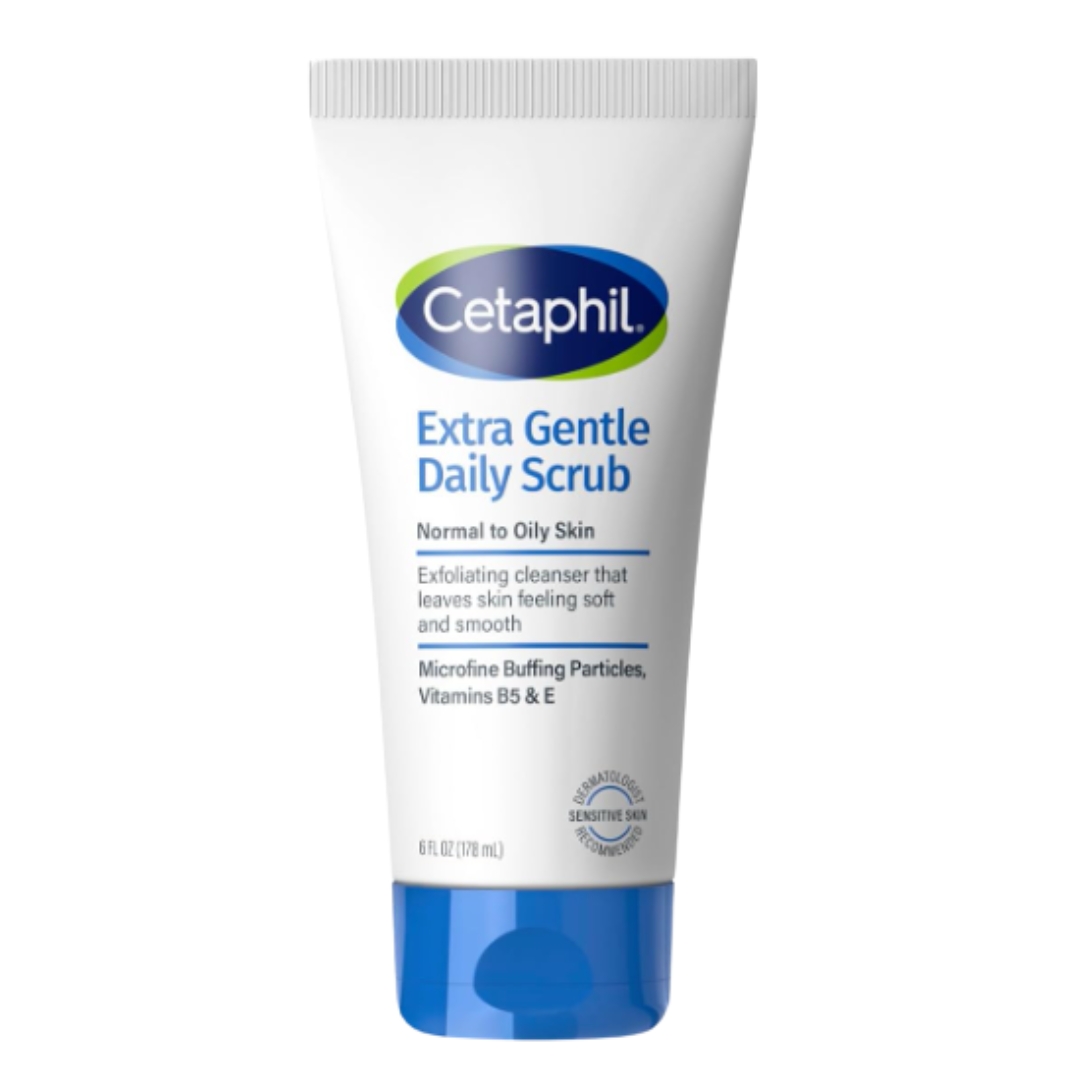 Cetaphil®
Extra Gentle
Daily Scrub
Normal to Oily Skin
Exfoliating cleanser that
leaves skin feeling soft
and smooth
Microfine Buffing Particles,
Vitamins B5 & E
DERMATOLOGIST
SENSITIVE SKIN
RECOMMENDED
6 FL OZ (178 mL)